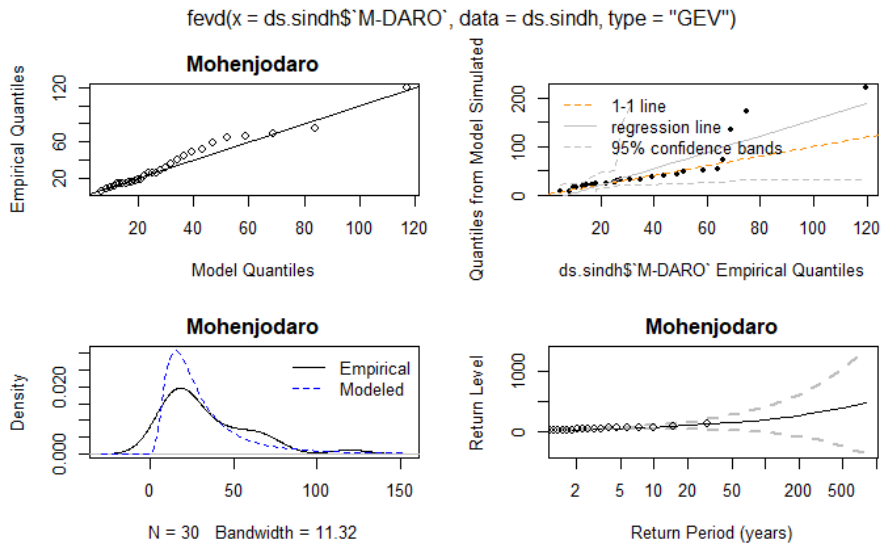 fevd(x = ds.sindh$`M-DARO`, data = ds.sindh, type = "GEV")
Mohenjodaro
Empirical Quantiles
120
60
20
20 40 60 80 100 120
Model Quantiles
Quantiles from Model Simulated
200
100
0
1-1 line
regression line
95% confidence bands
20 40 60 80 100 120
ds.sindh$`M-DARO` Empirical Quantiles
Mohenjodaro
Density
0.020
0.000
Empirical
Modeled
0 50 100 150
N = 30 Bandwidth = 11.32
Mohenjodaro
Return Level
1000
0
2 5 10 20 50 200 500
Return Period (years)